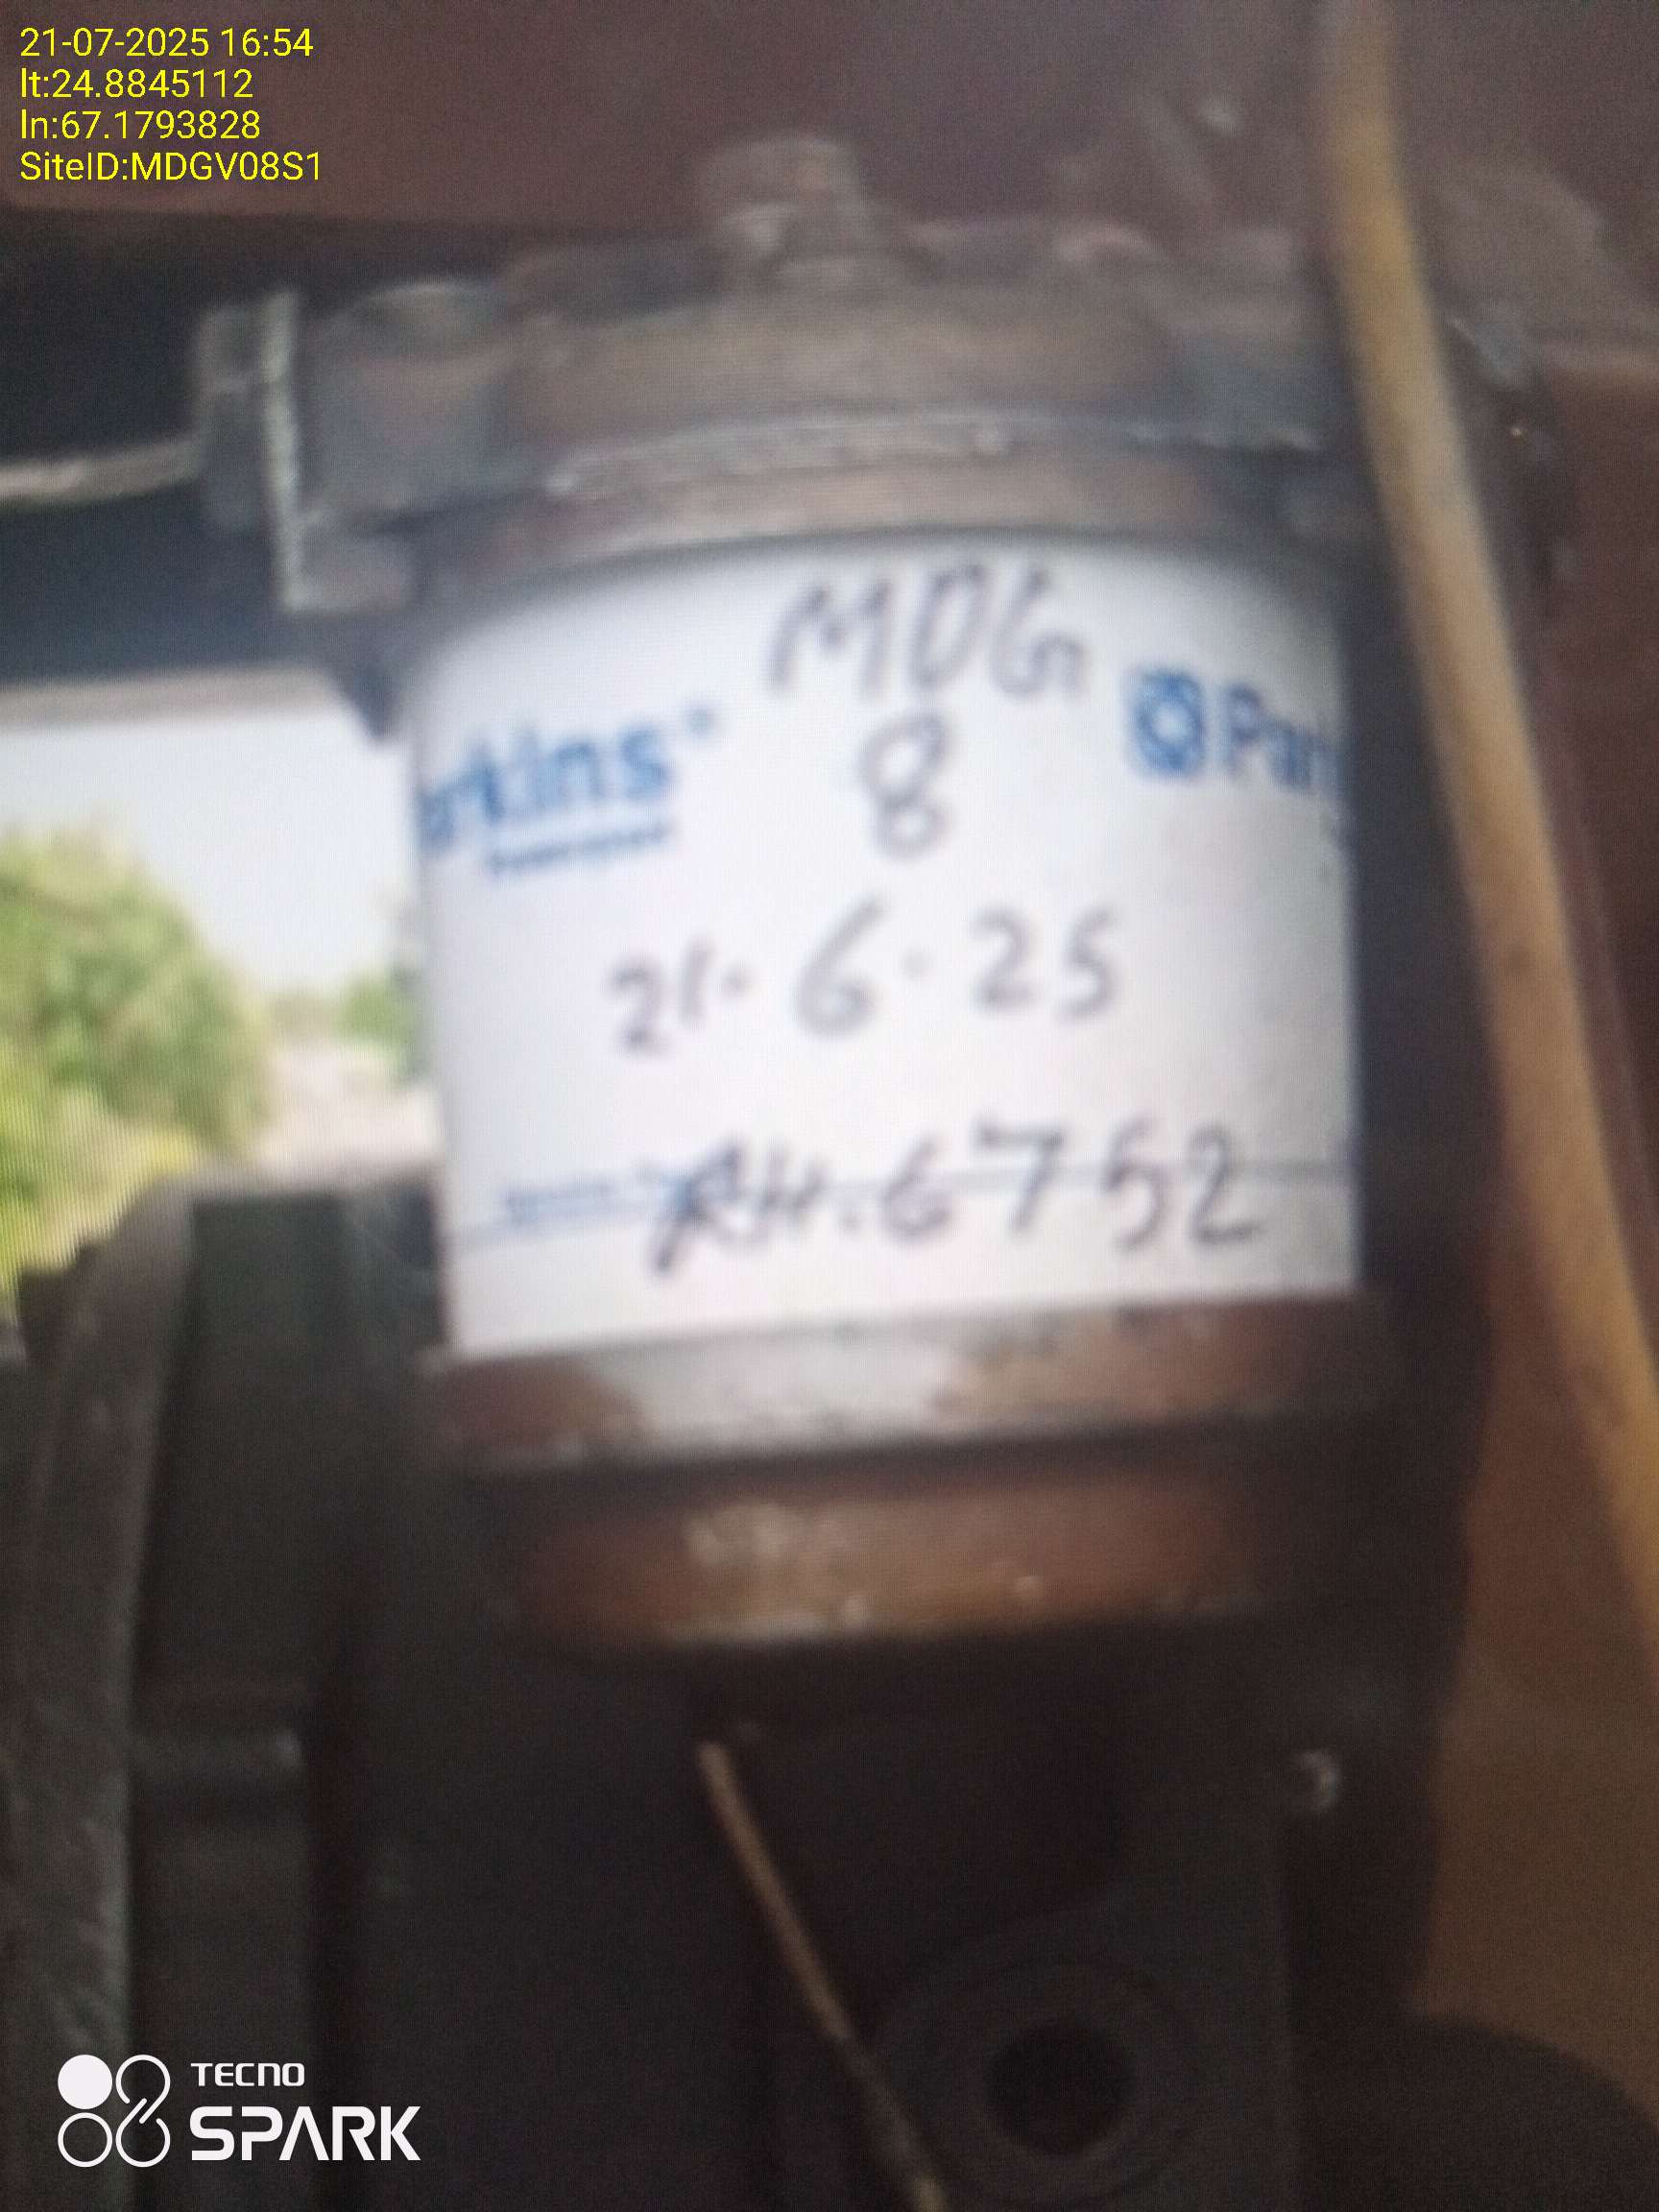 21-07-2025 16:54
lt:24.8845112
ln:67.1793828
SiteID:MDGV08S1
MDG
rkins
8
Par
21.6.25
RH.6752
TECNO
SPARK